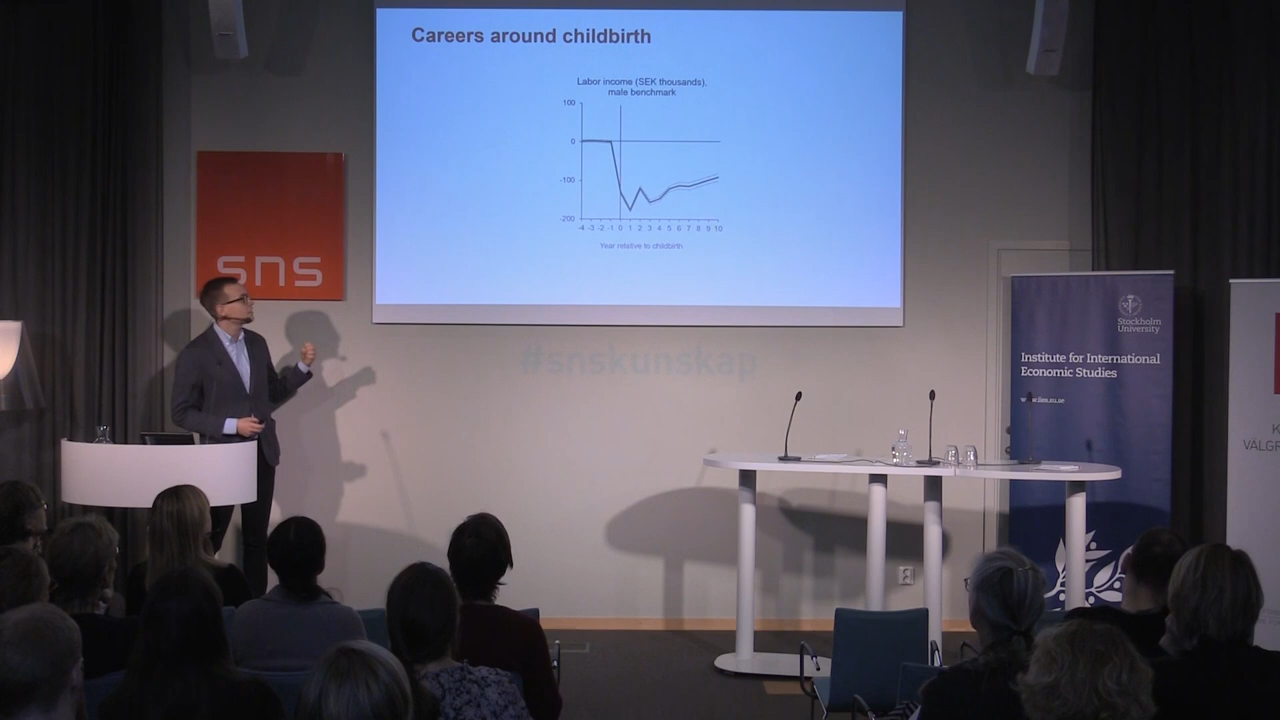 Careers around childbirth
Labor income (SEK thousands),
male benchmark
100
0
-100
-200
-4 -3 -2 -1 0 1 2 3 4 5 6 7 8 9 10
Year relative to childbirth
sns
#snskunskap
Stockholm
University
Institute for International
Economic Studies